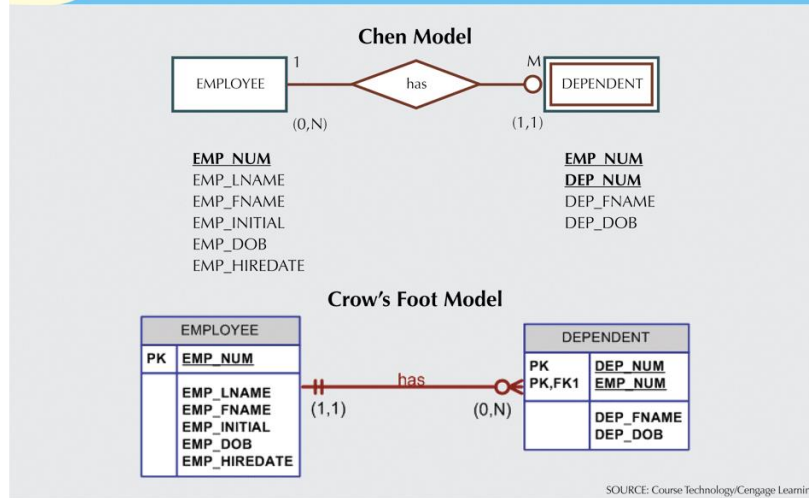 Chen Model
1
M
EMPLOYEE
has
DEPENDENT
(0,N)
(1,1)
EMP_NUM
EMP_LNAME
EMP_FNAME
EMP_INITIAL
EMP_DOB
EMP_HIREDATE
EMP_NUM
DEP_NUM
DEP_FNAME
DEP_DOB
Crow's Foot Model
EMPLOYEE
PK EMP_NUM
EMP_LNAME
EMP_FNAME
EMP_INITIAL
EMP_DOB
EMP_HIREDATE
has
(1,1)
(0,N)
DEPENDENT
PK DEP_NUM
PK,FK1 EMP_NUM
DEP_FNAME
DEP_DOB
SOURCE: Course Technology/Cengage Learnin